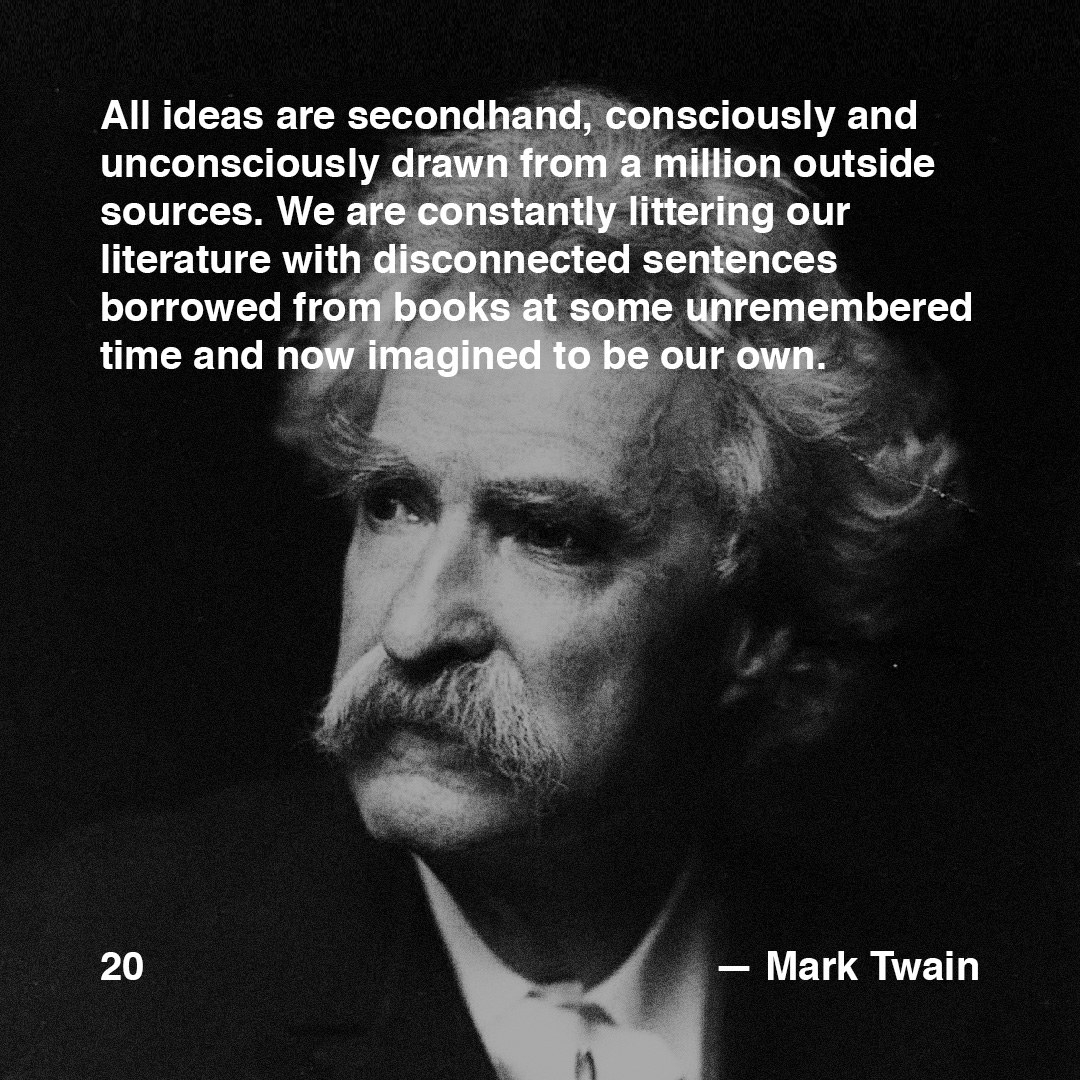 All ideas are secondhand, consciously and
unconsciously drawn from a million outside
sources. We are constantly littering our
literature with disconnected sentences
borrowed from books at some unremembered
time and now imagined to be our own.
20
— Mark Twain